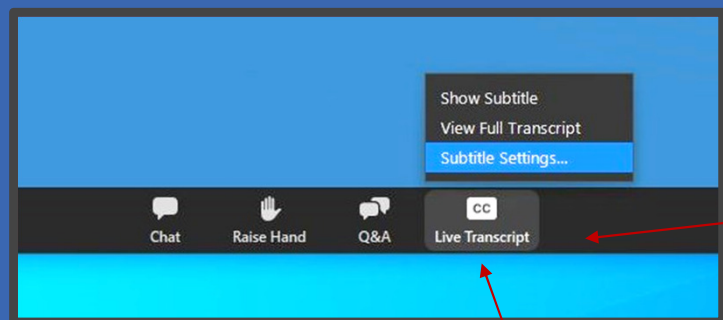 Show Subtitle
View Full Transcript
Subtitle Settings...
CC
Chat Raise Hand Q&A Live Transcript